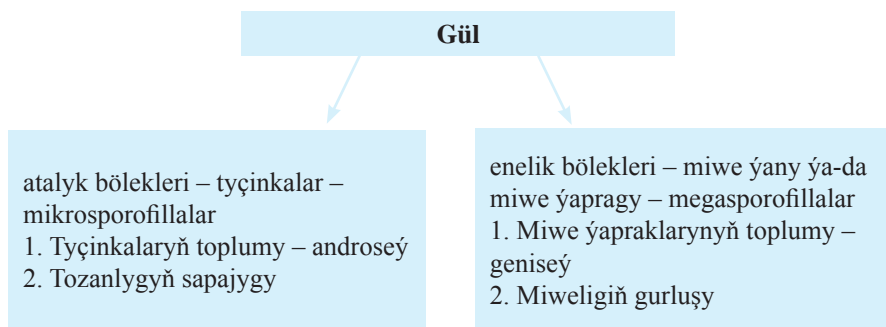 Gül
atalyk bölekleri – tyçinkalar –
mikrosporofillalar
1. Tyçinkalaryň toplumy – androseý
2. Tozanlygyň sapajygy
enelik bölekleri – miwe ýany ýa-da
miwe ýapragy – megasporofillalar
1. Miwe ýapraklarynyň toplumy –
geniseý
2. Miweligiň gurluşy